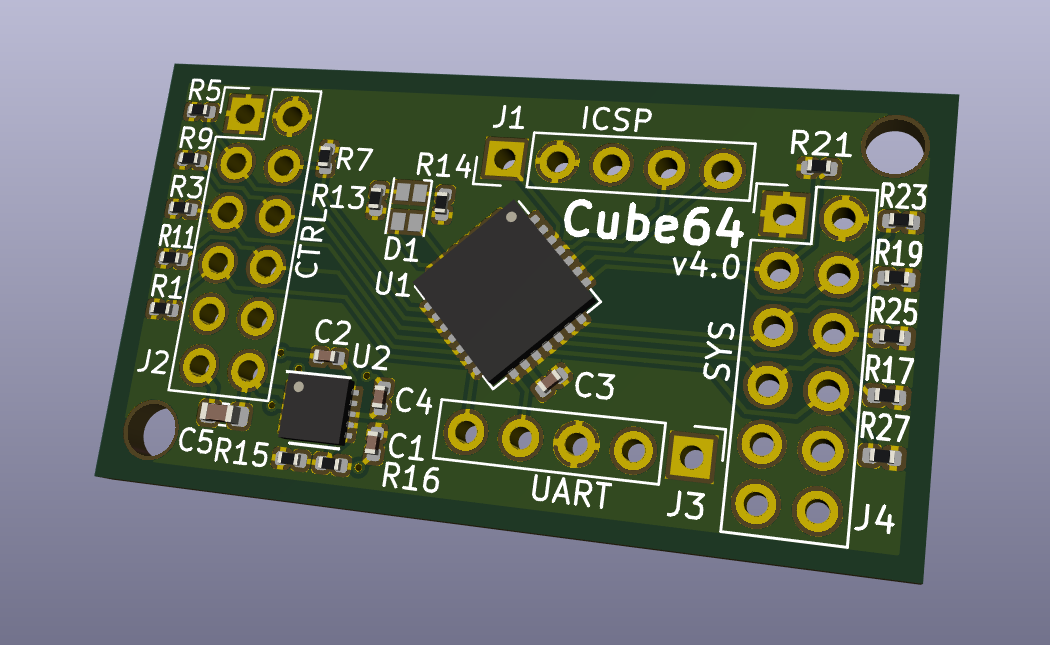 R5
R9
R3
R11
R1
J2
CTRL
R7
R13
R14
D1
U1
J1
ICSP
Cube64
v4.0
R21
R23
R19
R25
R17
R27
SYS
J4
C2
U2
C4
C3
C5
R15
C1
R16
UART
J3